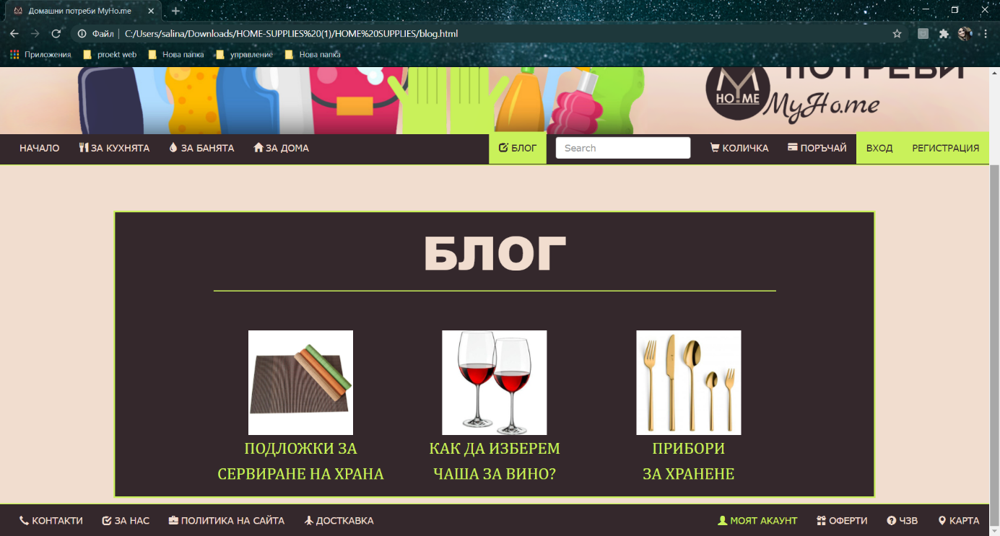 Домашни потреби MyHo.me
Файл C:/Users/salina/Downloads/HOME-SUPPLIES%20(1)/HOME%20SUPPLIES/blog.html
Приложения proekt web Нова папка управление Нова папка
ПОТРЕБИ
M
HO ME
MyHo.me
НАЧАЛО ЗА КУХНЯТА ЗА БАНЯТА ЗА ДОМА БЛОГ Search КОЛИЧКА ПОРЪЧАЙ ВХОД РЕГИСТРАЦИЯ
БЛОГ
ПОДЛОЖКИ ЗА
СЕРВИРАНЕ НА ХРАНА
КАК ДА ИЗБЕРЕМ
ЧАША ЗА ВИНО?
ПРИБОРИ
ЗА ХРАНЕНЕ
КОНТАКТИ ЗА НАС ПОЛИТИКА НА САЙТА ДОСТКАВКА МОЯТ АКАУНТ ОФЕРТИ ЧЗВ КАРТА